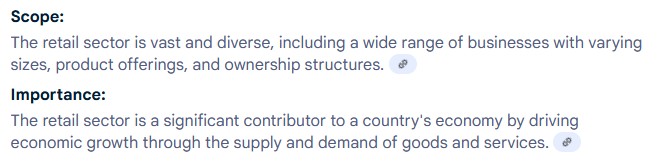 Scope:
The retail sector is vast and diverse, including a wide range of businesses with varying
sizes, product offerings, and ownership structures.
Importance:
The retail sector is a significant contributor to a country's economy by driving
economic growth through the supply and demand of goods and services.